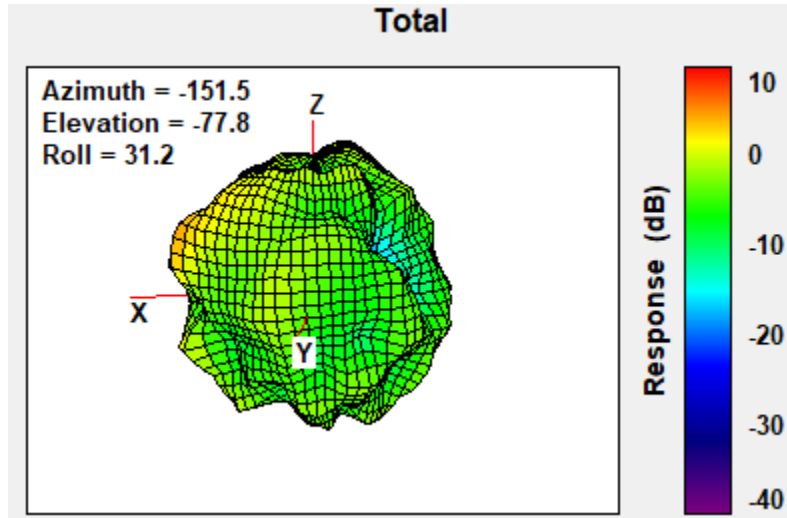 Total
Azimuth = -151.5
Elevation = -77.8
Roll = 31.2
Z
X
Y
10
0
-10
-20
-30
-40
Response (dB)